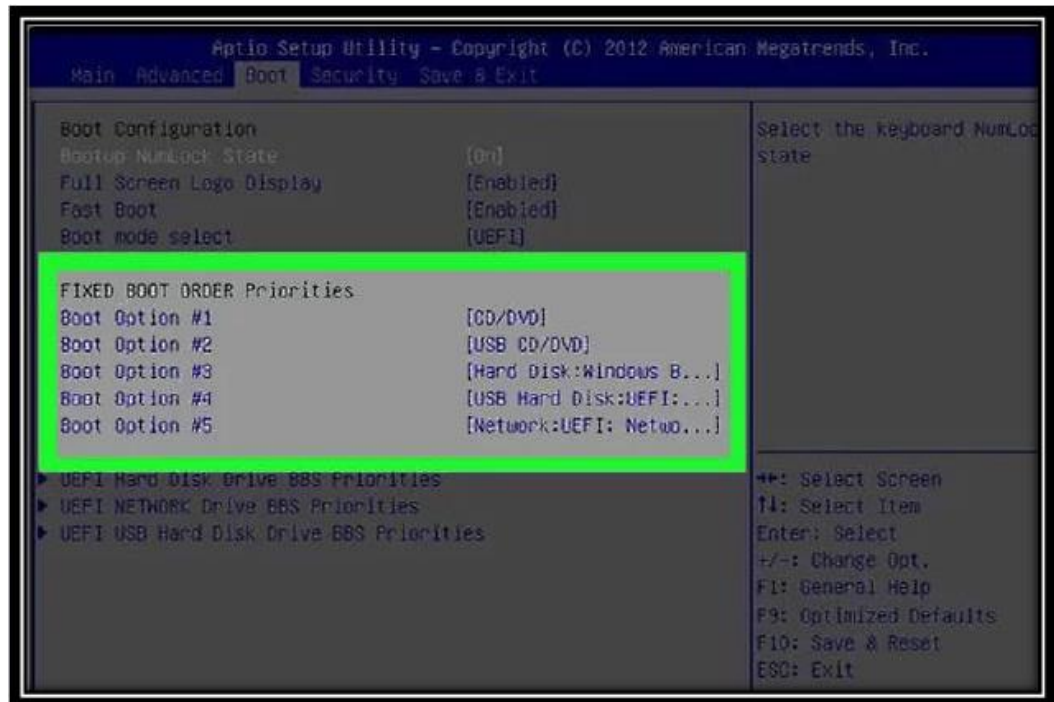 Aptio Setup Utility - Copyright (C) 2012 American Megatrends, Inc.
Main Advanced Boot Security Save & Exit
Boot Configuration
Bootup NumLock State [On]
Full Screen Logo Display [Enabled]
Fast Boot [Enabled]
Boot mode select [UEFI]
FIXED BOOT ORDER Priorities
Boot Option #1 [CD/DVD]
Boot Option #2 [USB CD/DVD]
Boot Option #3 [Hard Disk:Windows B...]
Boot Option #4 [USB Hard Disk:UEFI:...]
Boot Option #5 [Network:UEFI: Netwo...]
UEFI Hard Disk Drive BBS Priorities
UEFI NETWORK Drive BBS Priorities
UEFI USB Hard Disk Drive BBS Priorities
Select the keyboard NumLoc
state
→←: Select Screen
↑↓: Select Item
Enter: Select
+/-: Change Opt.
F1: General Help
F9: Optimized Defaults
F10: Save & Reset
ESC: Exit